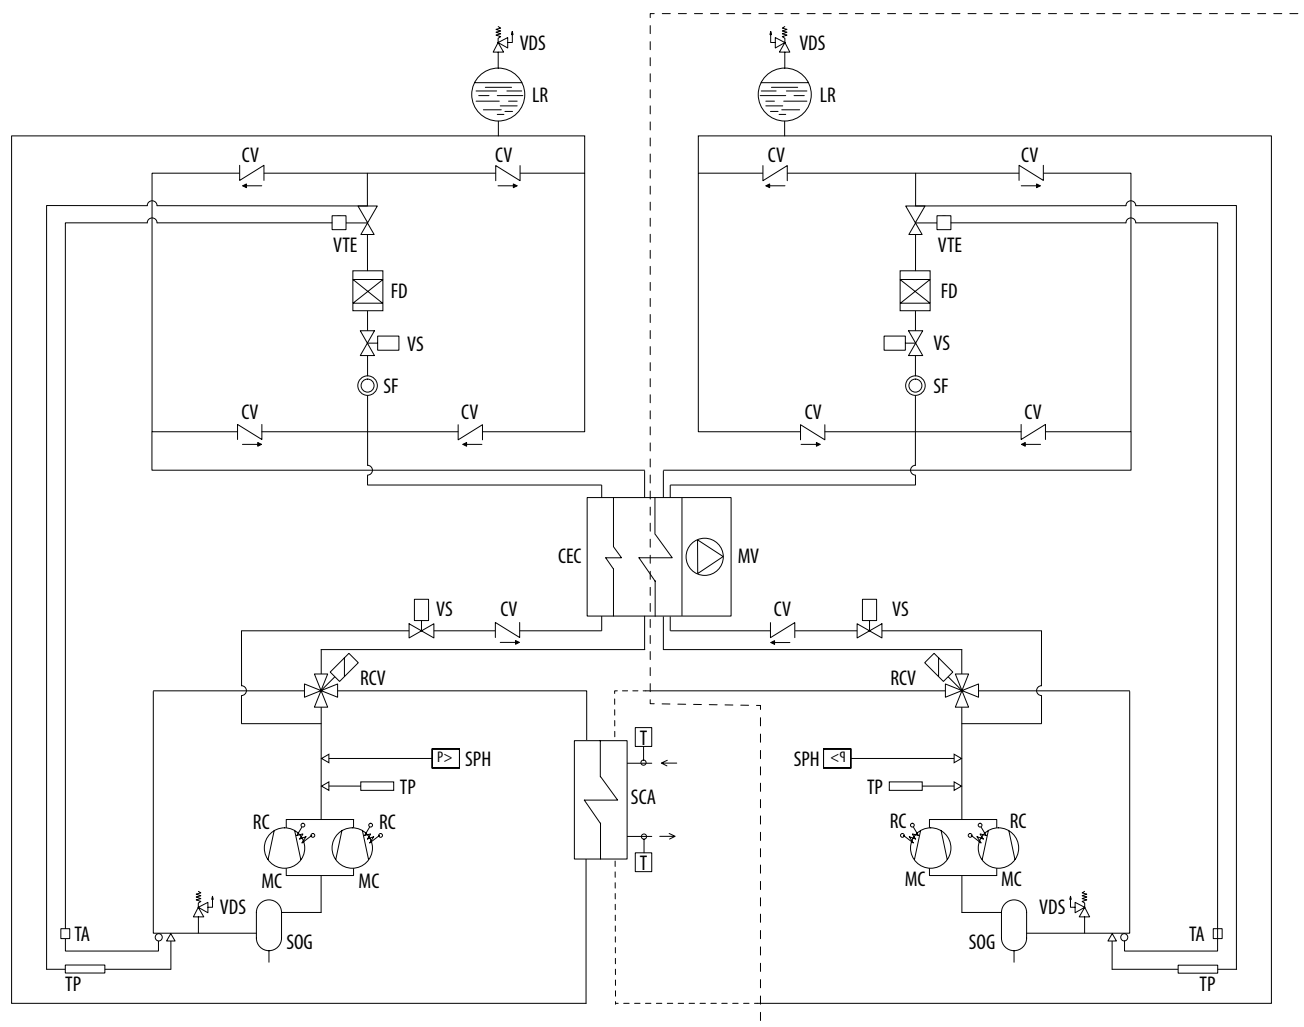 VDS
VDS
LR
LR
CV
CV
CV
CV
VTE
VTE
FD
FD
VS
VS
SF
SF
CV
CV
CV
CV
CEC
MV
VS
CV
CV
VS
RCV
RCV
P> SPH
SPH P>
T
TP
TP
SCA
RC
RC
RC
RC
T
MC
MC
MC
MC
VDS
VDS
TA
SOG
SOG
TA
TP
TP